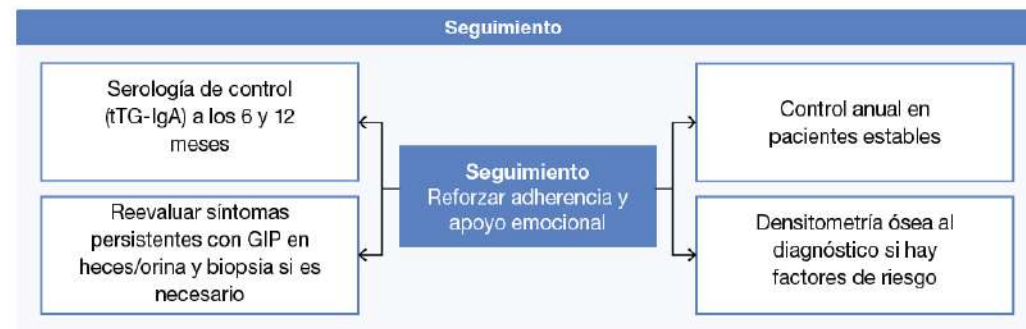 Seguimiento
Serología de control
(tTG-IgA) a los 6 y 12
meses
Reevaluar síntomas
persistentes con GIP en
heces/orina y biopsia si es
necesario
Seguimiento
Reforzar adherencia y
apoyo emocional
Control anual en
pacientes estables
Densitometría ósea al
diagnóstico si hay
factores de riesgo